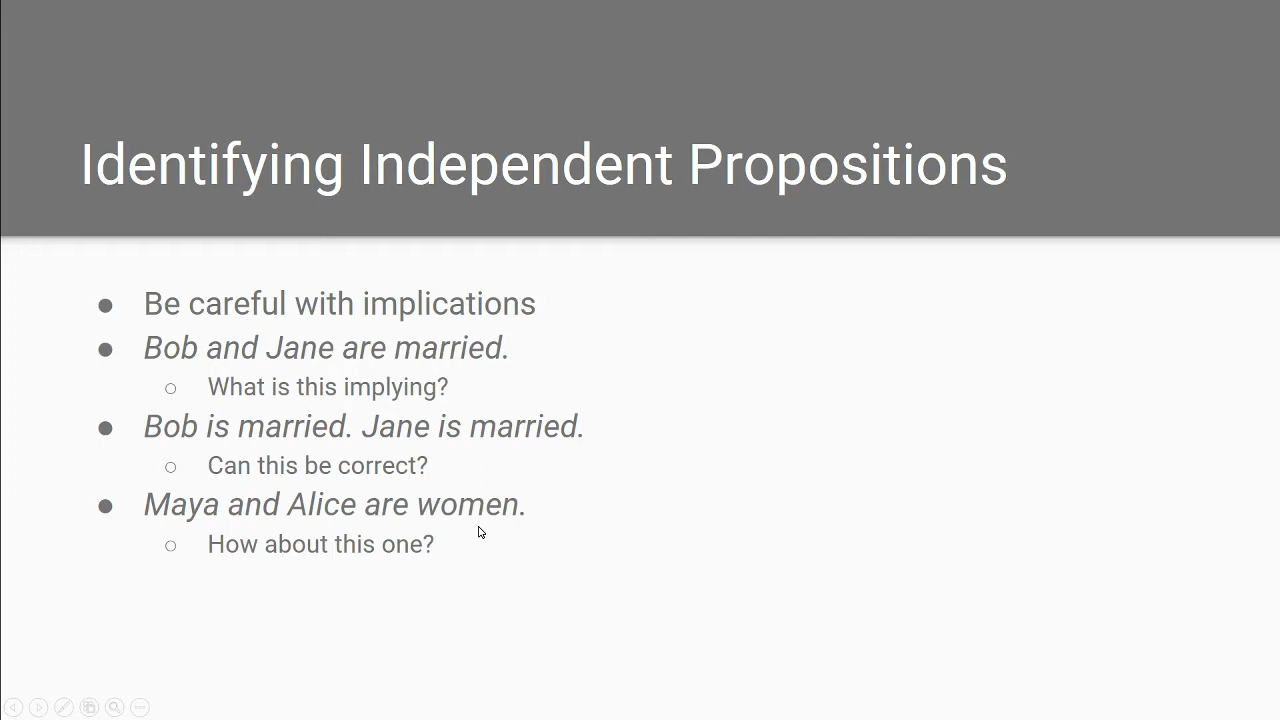 Identifying Independent Propositions
● Be careful with implications
● Bob and Jane are married.
○ What is this implying?
● Bob is married. Jane is married.
○ Can this be correct?
● Maya and Alice are women.
○ How about this one?